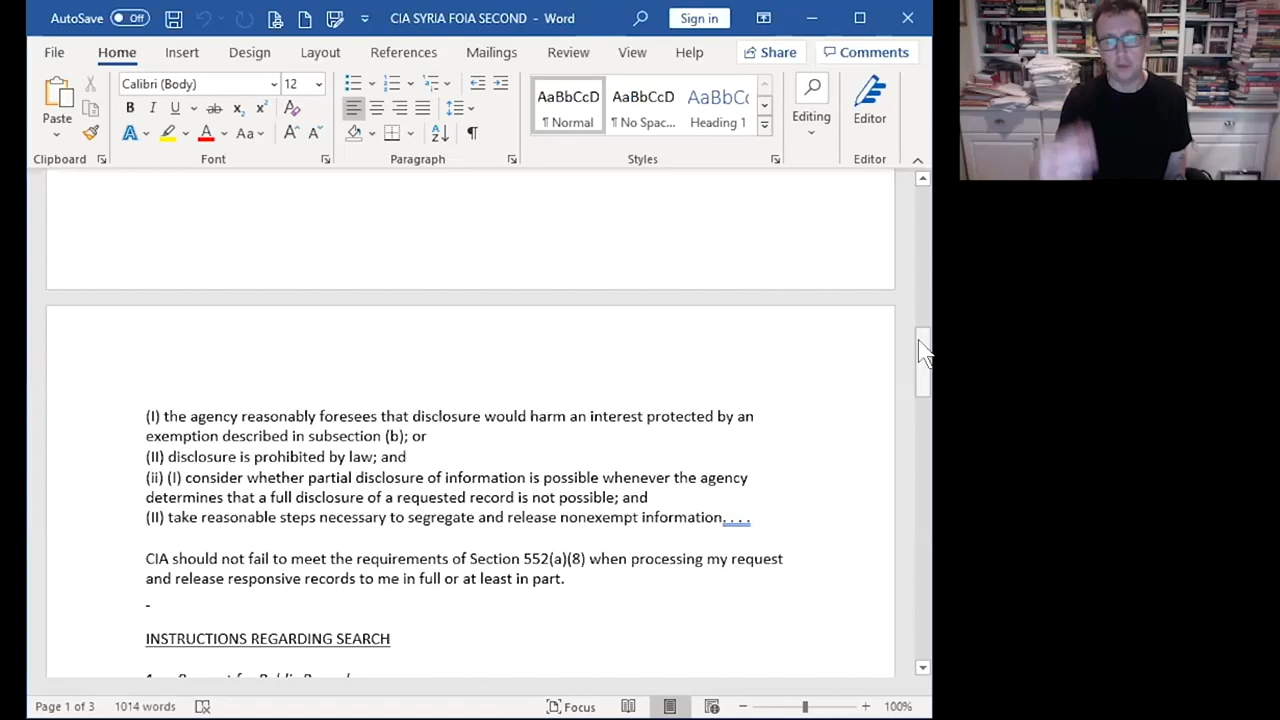 AutoSave Off CIA SYRIA FOIA SECOND - Word Sign in
File Home Insert Design Layout References Mailings Review View Help Share Comments
Paste Calibri (Body) 12 AaBbCcD AaBbCcD AaBbCc Editing Editor
B I U ab x₂ x² ¶ Normal ¶ No Spac... Heading 1
A A Aa A A
Clipboard Font Paragraph Styles Editor
(I) the agency reasonably foresees that disclosure would harm an interest protected by an
exemption described in subsection (b); or
(II) disclosure is prohibited by law; and
(ii) (I) consider whether partial disclosure of information is possible whenever the agency
determines that a full disclosure of a requested record is not possible; and
(II) take reasonable steps necessary to segregate and release nonexempt information. . . .
CIA should not fail to meet the requirements of Section 552(a)(8) when processing my request
and release responsive records to me in full or at least in part.
-
INSTRUCTIONS REGARDING SEARCH
Page 1 of 3 1014 words Focus 100%